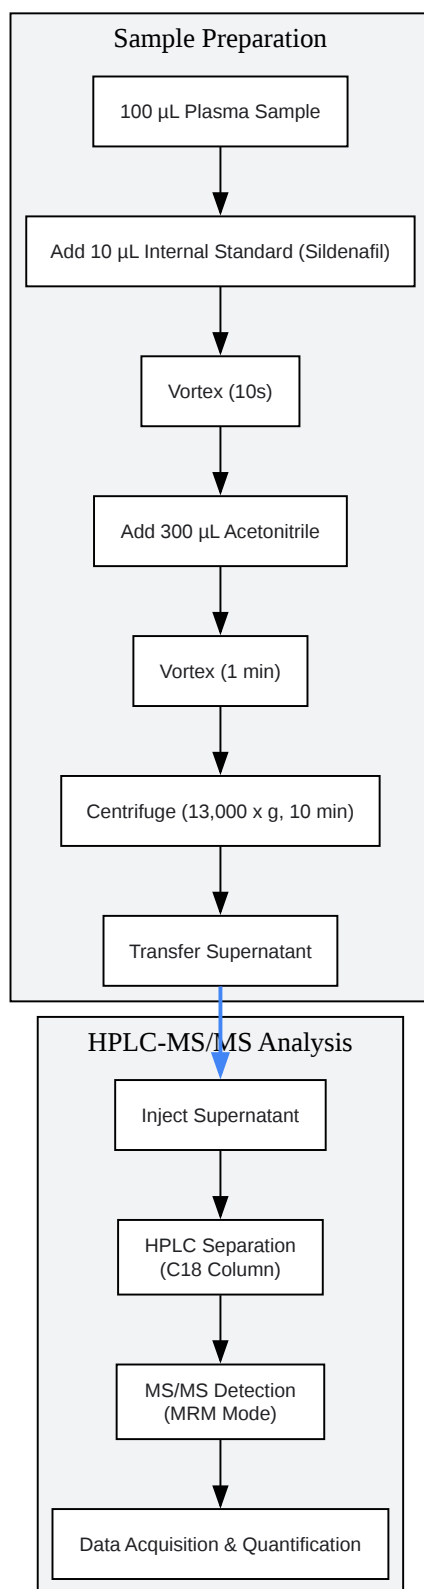 Sample Preparation
100 µL Plasma Sample
Add 10 µL Internal Standard (Sildenafil)
Vortex (10s)
Add 300 µL Acetonitrile
Vortex (1 min)
Centrifuge (13,000 x g, 10 min)
Transfer Supernatant
HPLC-MS/MS Analysis
Inject Supernatant
HPLC Separation
(C18 Column)
MS/MS Detection
(MRM Mode)
Data Acquisition & Quantification